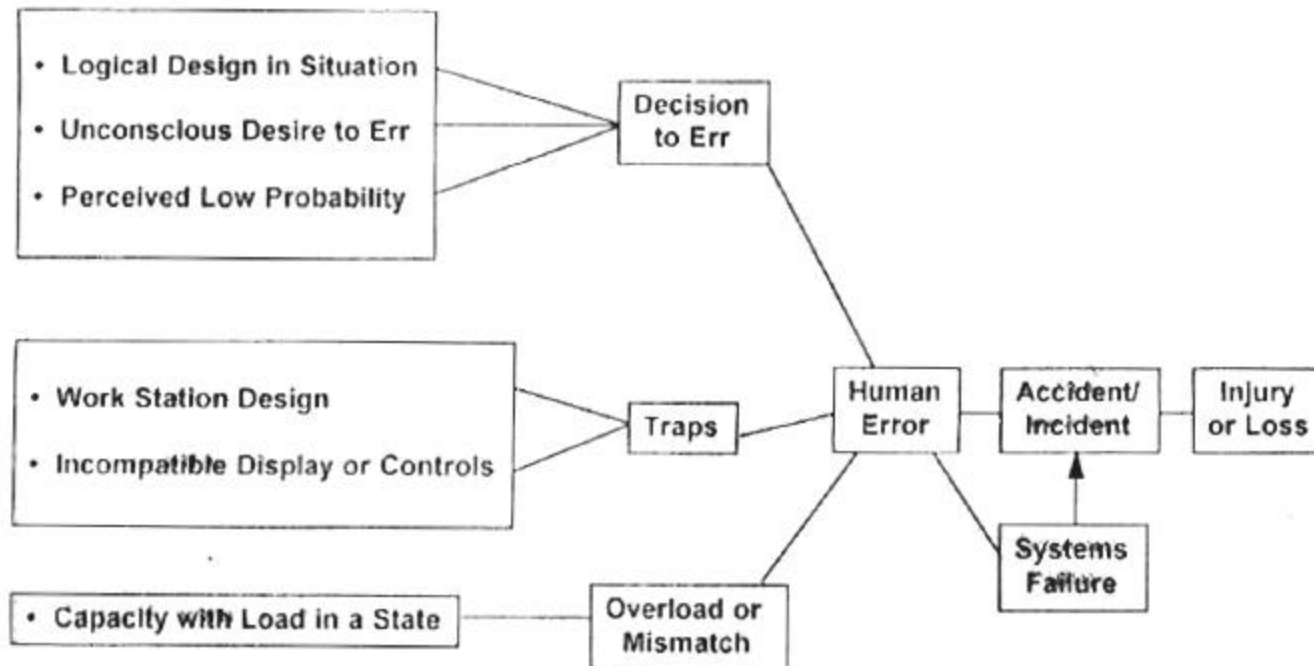 • Logical Design in Situation
• Unconscious Desire to Err
• Perceived Low Probability
Decision
to Err
• Work Station Design
• Incompatible Display or Controls
Traps
Human
Error
Accident/
Incident
Injury
or Loss
Systems
Failure
• Capacity with Load in a State
Overload or
Mismatch